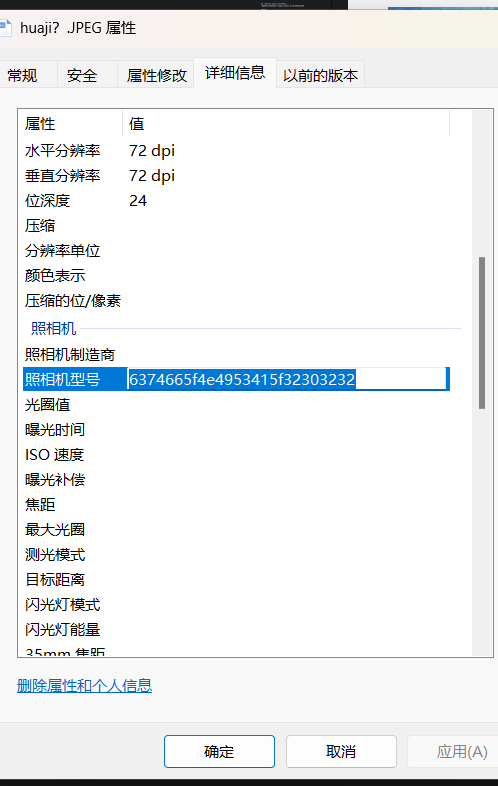 huaji? .JPEG 属性
常规 安全 属性修改 详细信息 以前的版本
属性 值
水平分辨率 72 dpi
垂直分辨率 72 dpi
位深度 24
压缩
分辨率单位
颜色表示
压缩的位/像素
照相机
照相机制造商
照相机型号 6374665f4e4953415f32303232
光圈值
曝光时间
ISO 速度
曝光补偿
焦距
最大光圈
测光模式
目标距离
闪光灯模式
闪光灯能量
35mm 焦距
删除属性和个人信息
确定 取消 应用(A)